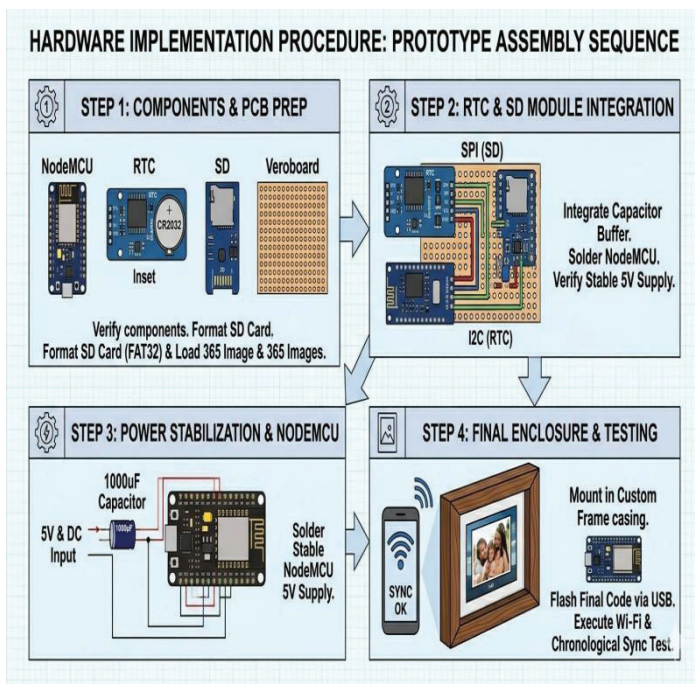 HARDWARE IMPLEMENTATION PROCEDURE: PROTOTYPE ASSEMBLY SEQUENCE
1
STEP 1: COMPONENTS & PCB PREP
NodeMCU
RTC
SD
Veroboard
CR2032
Inset
Verify components. Format SD Card.
Format SD Card (FAT32) & Load 365 Image & 365 Images.
2
STEP 2: RTC & SD MODULE INTEGRATION
SPI (SD)
RTC
Integrate Capacitor
Buffer.
Solder NodeMCU.
Verify Stable 5V Supply.
I2C (RTC)
STEP 3: POWER STABILIZATION & NODEMCU
1000uF
Capacitor
1000µF
5V & DC
Input
Solder
Stable
NodeMCU
5V Supply.
STEP 4: FINAL ENCLOSURE & TESTING
SYNC
OK
Mount in Custom
Frame casing.
Flash Final Code via USB.
Execute Wi-Fi &
Chronological Sync Test.